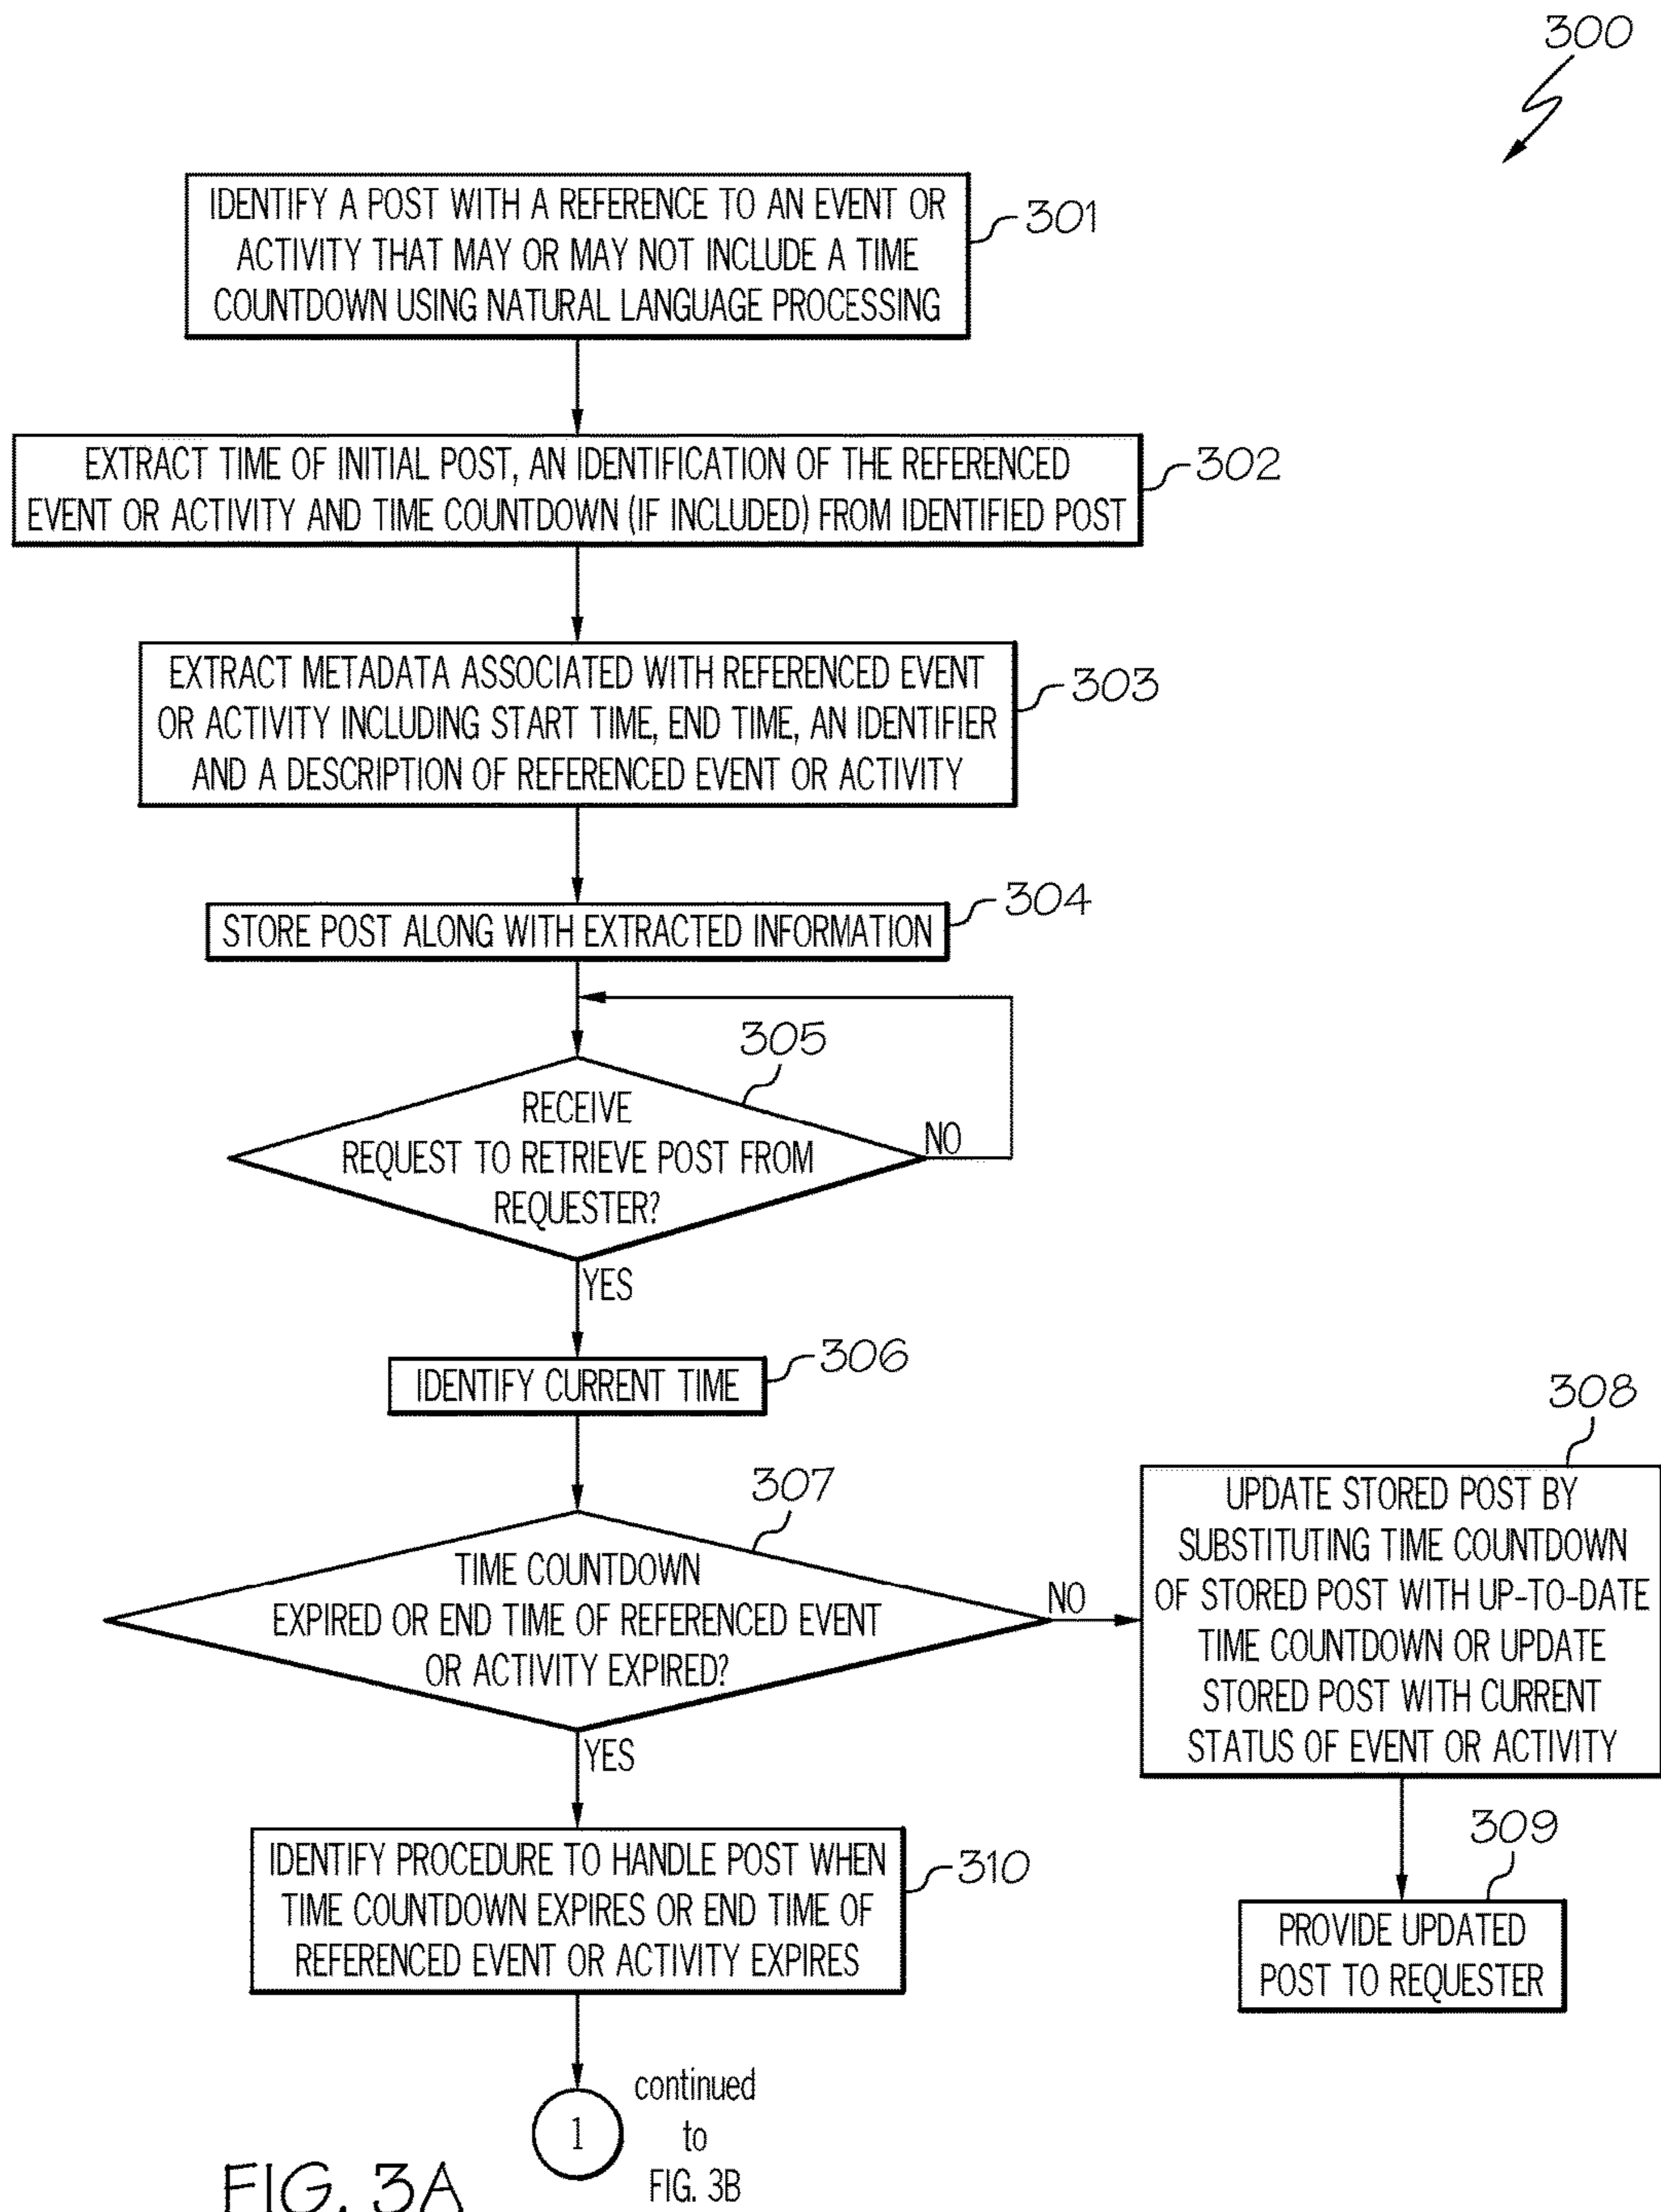 300
IDENTIFY A POST WITH A REFERENCE TO AN EVENT OR
ACTIVITY THAT MAY OR MAY NOT INCLUDE A TIME
COUNTDOWN USING NATURAL LANGUAGE PROCESSING
301
EXTRACT TIME OF INITIAL POST, AN IDENTIFICATION OF THE REFERENCED
EVENT OR ACTIVITY AND TIME COUNTDOWN (IF INCLUDED) FROM IDENTIFIED POST
302
EXTRACT METADATA ASSOCIATED WITH REFERENCED EVENT
OR ACTIVITY INCLUDING START TIME, END TIME, AN IDENTIFIER
AND A DESCRIPTION OF REFERENCED EVENT OR ACTIVITY
303
STORE POST ALONG WITH EXTRACTED INFORMATION
304
305
RECEIVE
REQUEST TO RETRIEVE POST FROM
REQUESTER?
NO
YES
IDENTIFY CURRENT TIME
306
307
TIME COUNTDOWN
EXPIRED OR END TIME OF REFERENCED EVENT
OR ACTIVITY EXPIRED?
NO
YES
308
UPDATE STORED POST BY
SUBSTITUTING TIME COUNTDOWN
OF STORED POST WITH UP-TO-DATE
TIME COUNTDOWN OR UPDATE
STORED POST WITH CURRENT
STATUS OF EVENT OR ACTIVITY
309
PROVIDE UPDATED
POST TO REQUESTER
IDENTIFY PROCEDURE TO HANDLE POST WHEN
TIME COUNTDOWN EXPIRES OR END TIME OF
REFERENCED EVENT OR ACTIVITY EXPIRES
310
1
continued
to
FIG. 3B
FIG. 3A